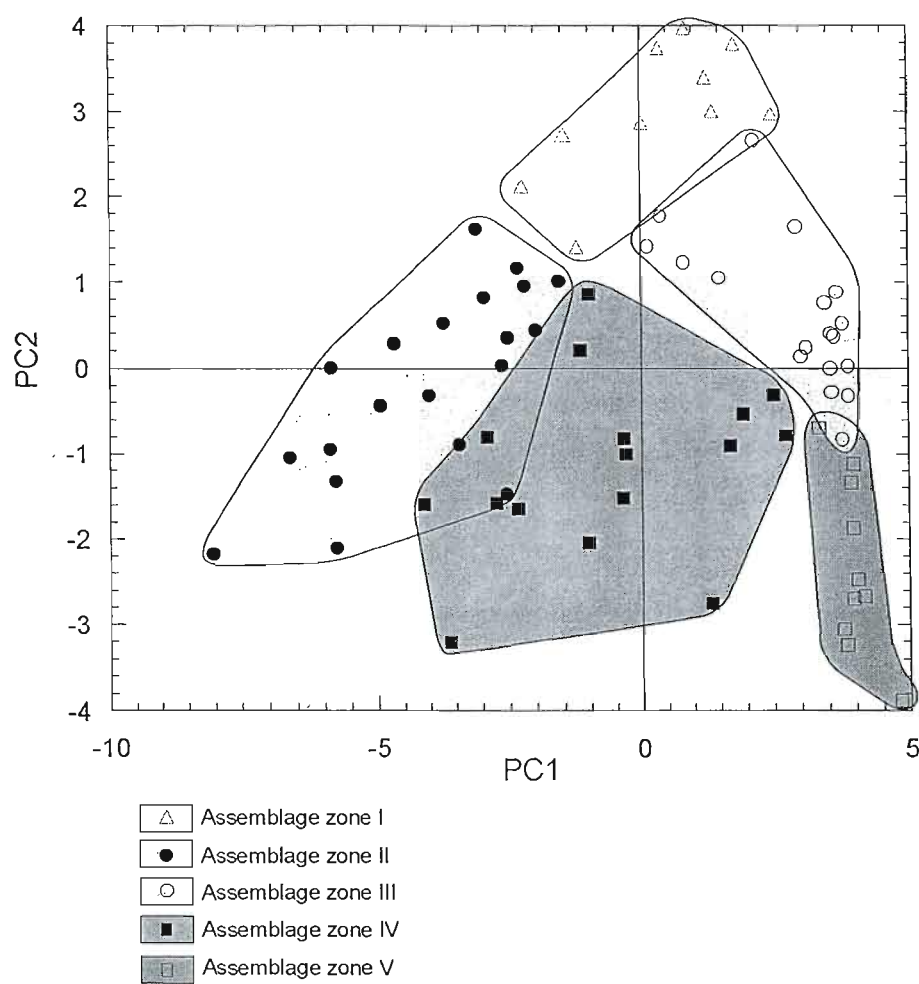 4
3
2
1
0
-1
-2
-3
-4
PC2
-10
-5
0
5
PC1
Assemblage zone I
Assemblage zone II
Assemblage zone III
Assemblage zone IV
Assemblage zone V